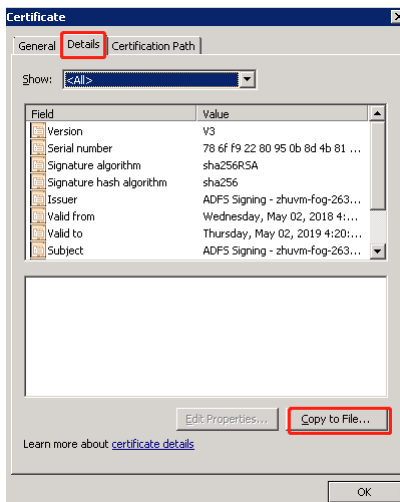 Certificate
General Details Certification Path
Show: <All>
Field Value
Version V3
Serial number 78 6f f9 22 80 95 0b 8d 4b 81 ...
Signature algorithm sha256RSA
Signature hash algorithm sha256
Issuer ADFS Signing - zhuvm-fog-263...
Valid from Wednesday, May 02, 2018 4:...
Valid to Thursday, May 02, 2019 4:20:...
Subject ADFS Signing - zhuvm-fog-263...
Edit Properties... Copy to File...
Learn more about certificate details
OK